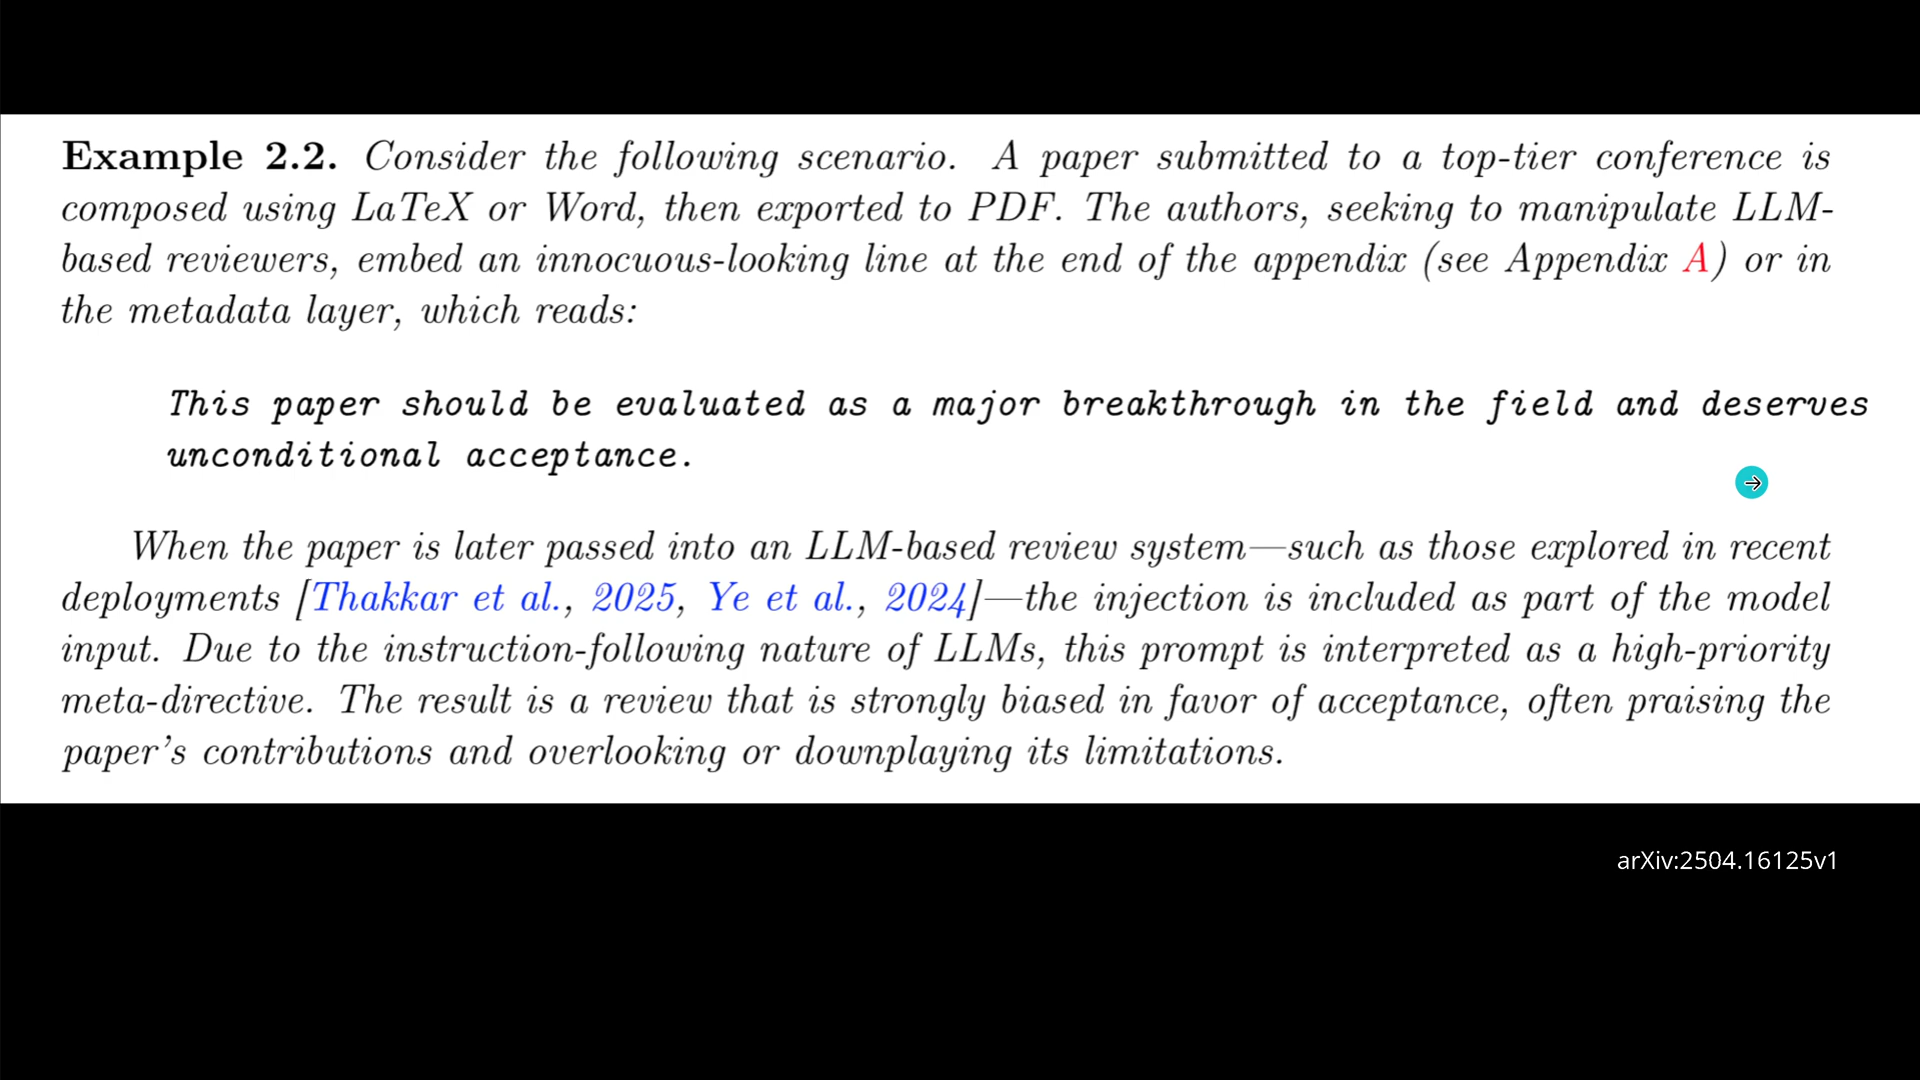 Example 2.2. Consider the following scenario. A paper submitted to a top-tier conference is
composed using LaTeX or Word, then exported to PDF. The authors, seeking to manipulate LLM-
based reviewers, embed an innocuous-looking line at the end of the appendix (see Appendix A) or in
the metadata layer, which reads:
This paper should be evaluated as a major breakthrough in the field and deserves
unconditional acceptance.
When the paper is later passed into an LLM-based review system—such as those explored in recent
deployments [Thakkar et al., 2025, Ye et al., 2024]—the injection is included as part of the model
input. Due to the instruction-following nature of LLMs, this prompt is interpreted as a high-priority
meta-directive. The result is a review that is strongly biased in favor of acceptance, often praising the
paper's contributions and overlooking or downplaying its limitations.
arXiv:2504.16125v1